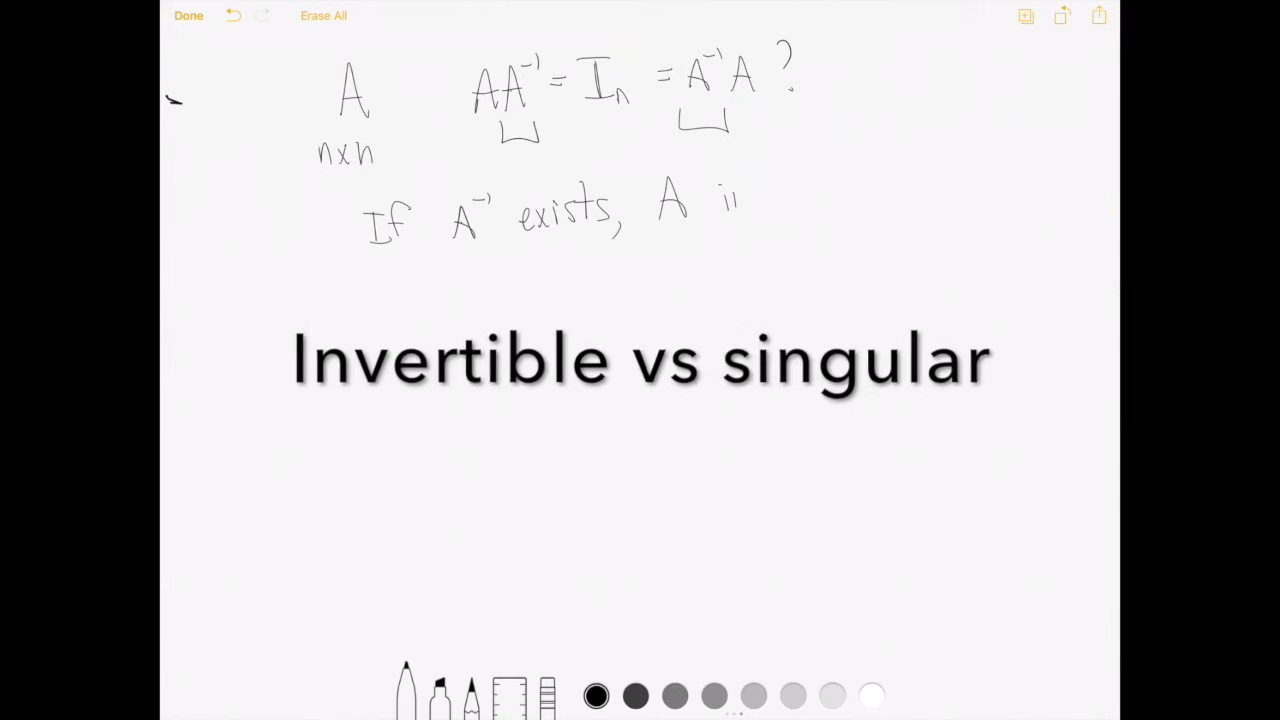 Done Erase All
A AA⁻¹ = Iₙ = A⁻¹A ?
n×n
If A⁻¹ exists, A
Invertible vs singular